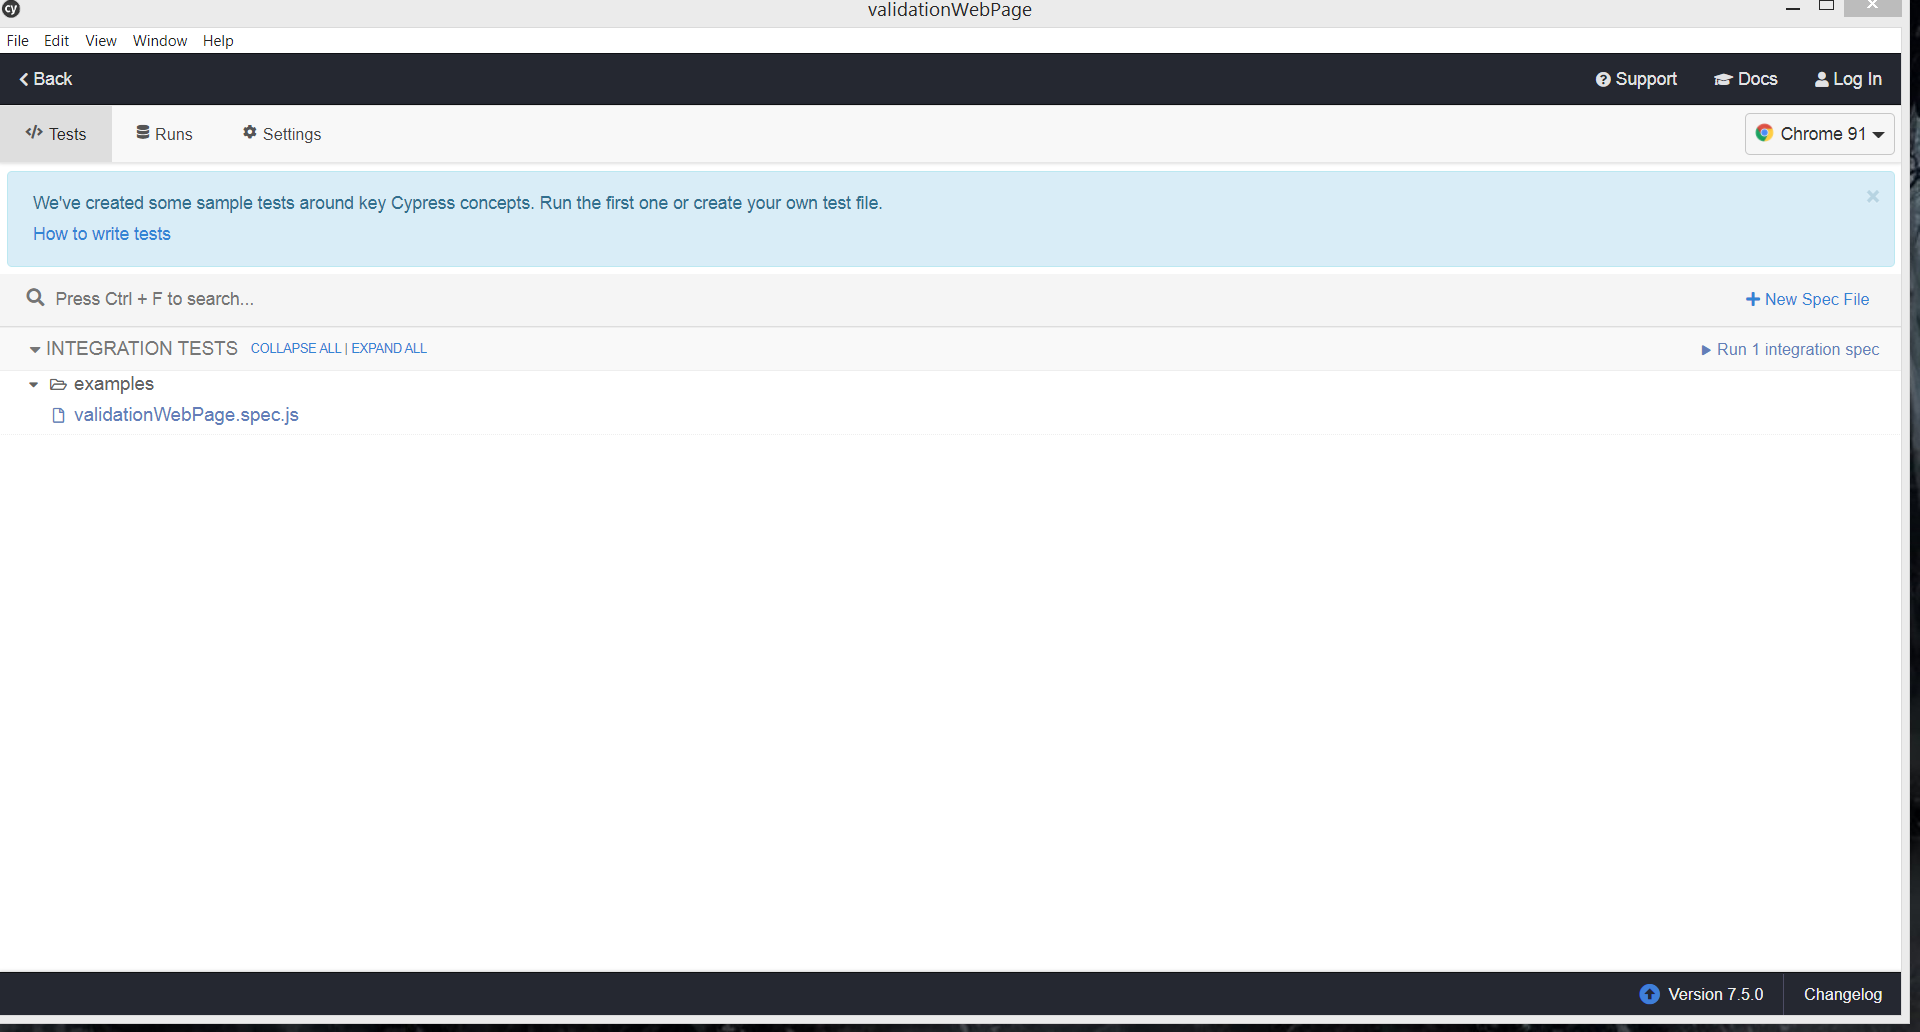 cy
validationWebPage
File Edit View Window Help
Back
Support Docs Log In
Tests Runs Settings
Chrome 91
We've created some sample tests around key Cypress concepts. Run the first one or create your own test file.
How to write tests
Press Ctrl + F to search...
New Spec File
INTEGRATION TESTS COLLAPSE ALL | EXPAND ALL
Run 1 integration spec
examples
validationWebPage.spec.js
Version 7.5.0 Changelog